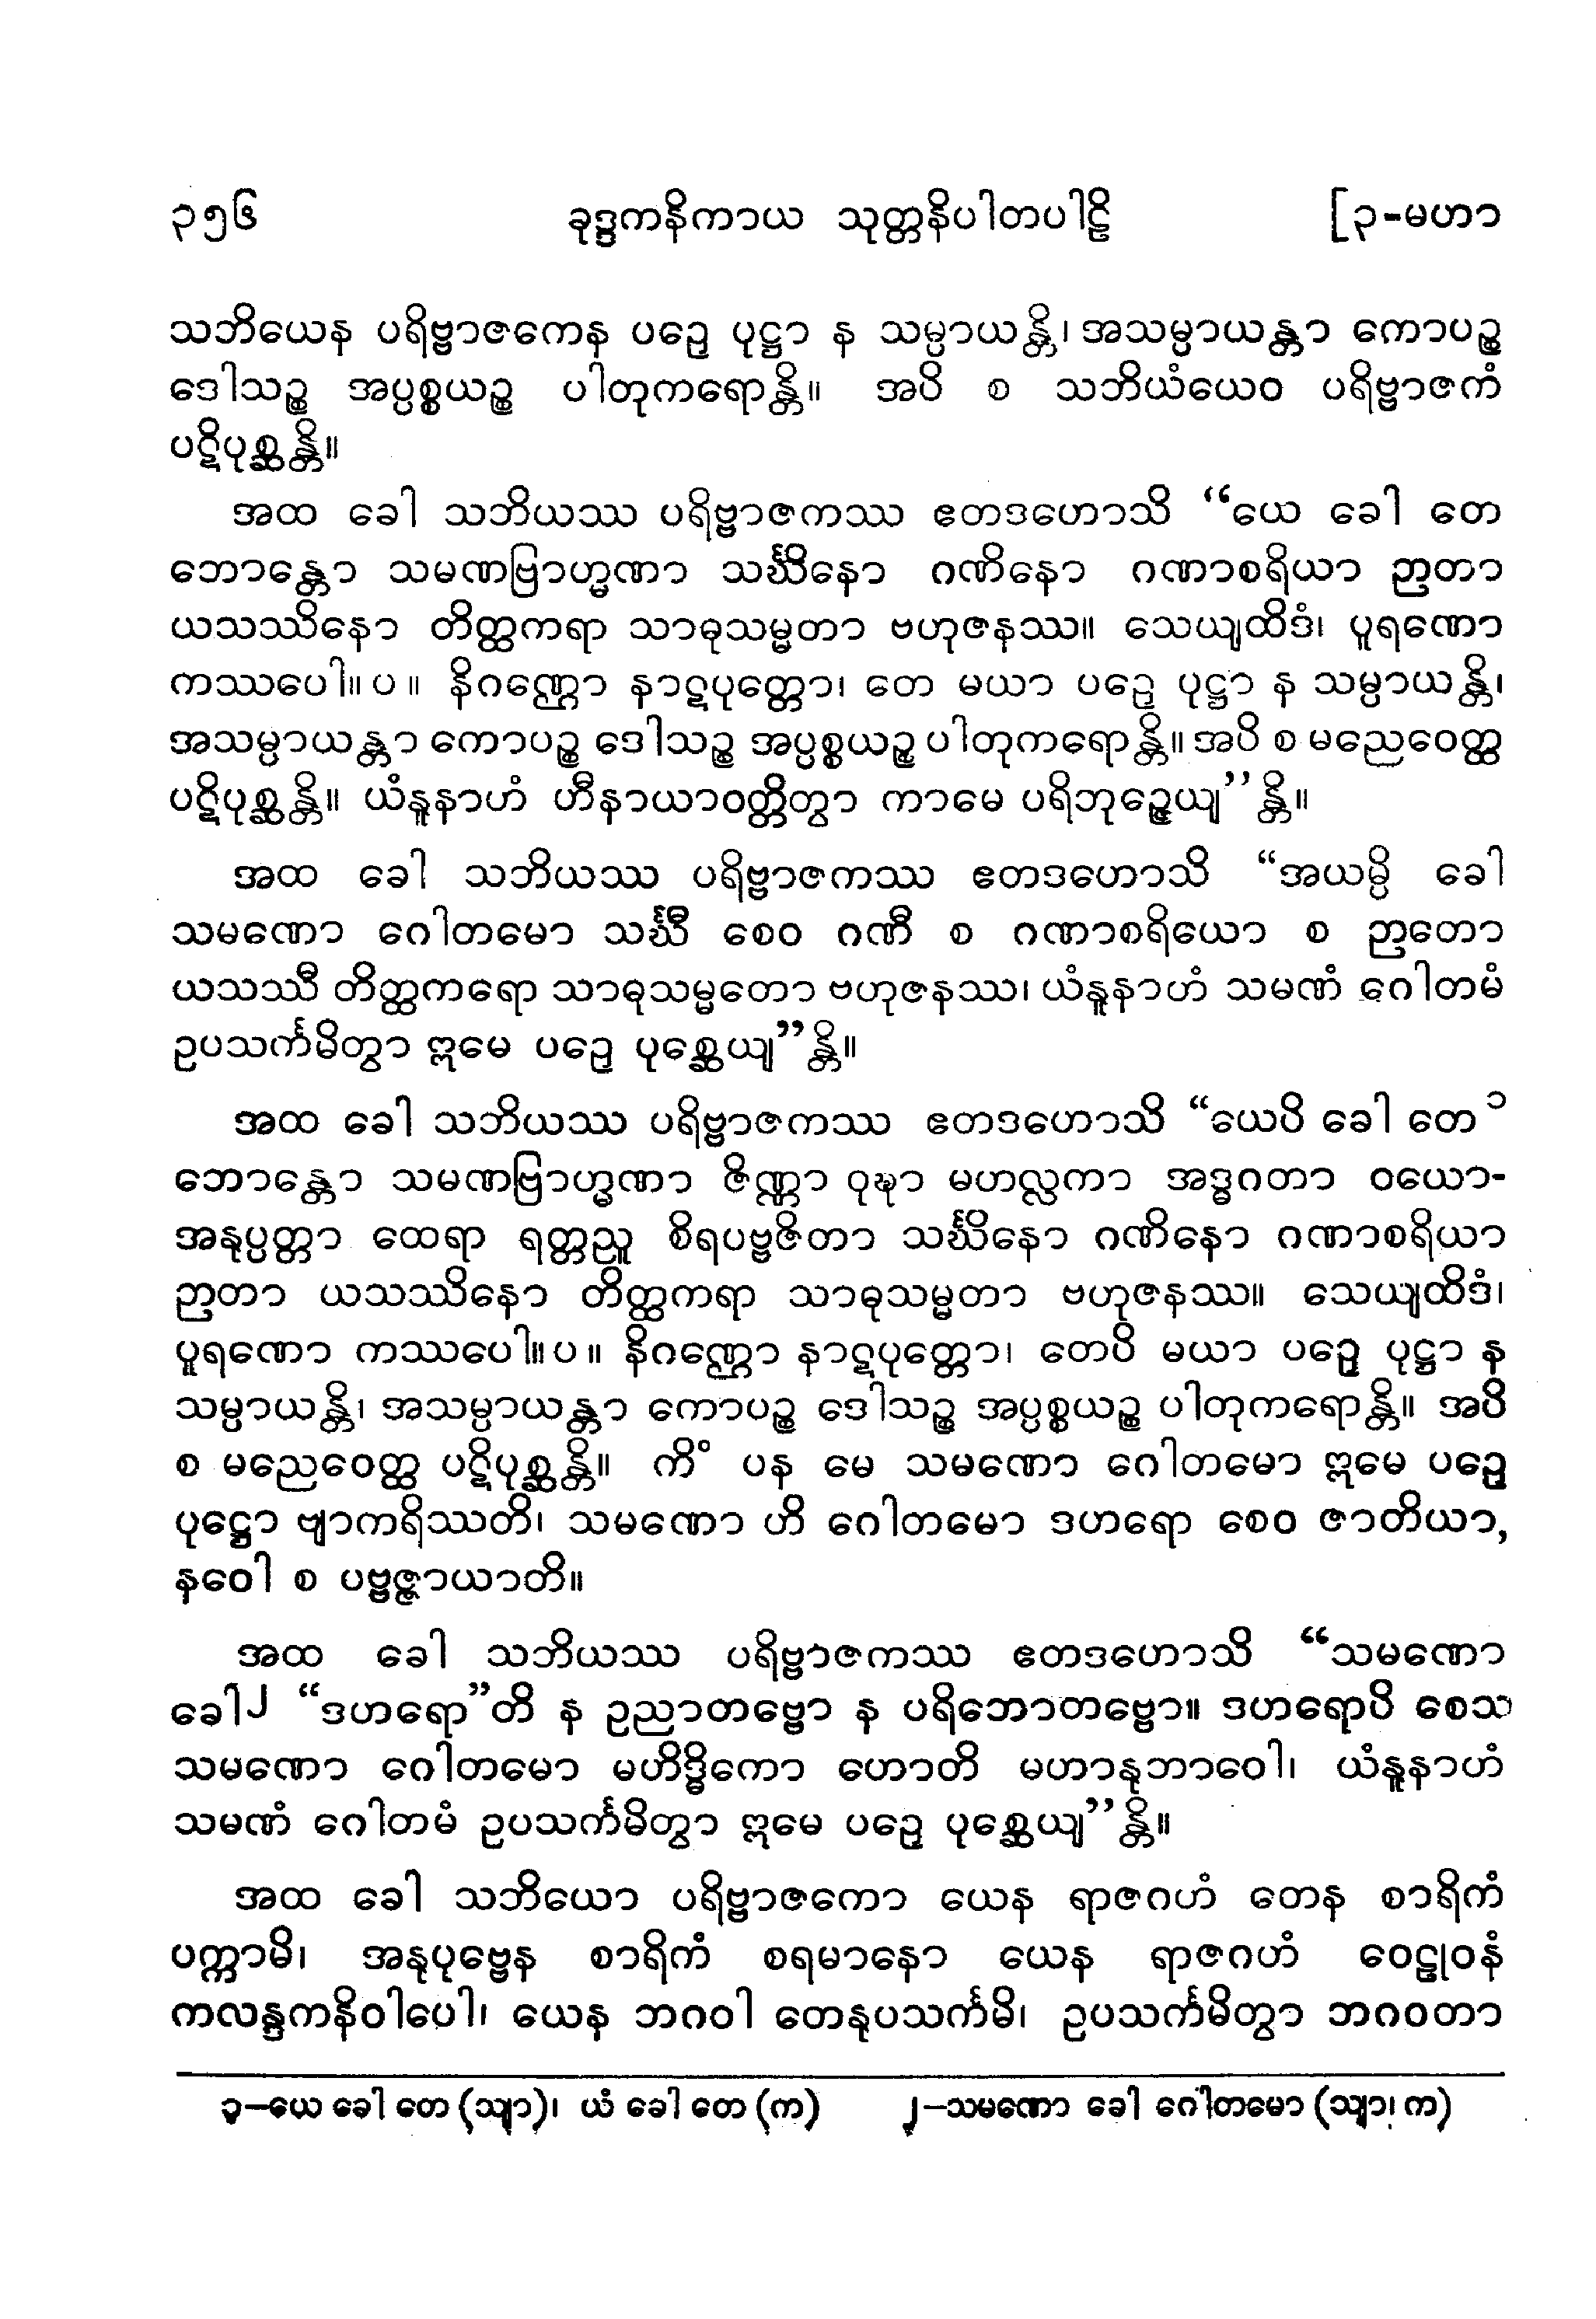 ၃၅၆ ခုဒ္ဒကနိကာယ သုတ္တနိပါတပါဠိ [၃-မဟာ
သဘိယေန ပရိဗ္ဗာဇကေန ပဉှေ ပုဋ္ဌာ န သမ္ပာယန္တိ၊ အသမ္ပာယန္တာ ကောပဉ္စ
ဒေါသဉ္စ အပ္ပစ္စယဉ္စ ပါတုကရောန္တိ။ အပိ စ သဘိယံယေဝ ပရိဗ္ဗာဇကံ
ပဋိပုစ္ဆန္တိ။
အထ ခေါ သဘိယဿ ပရိဗ္ဗာဇကဿ ဧတဒဟောသိ “ယေ ခေါ တေ
ဘောန္တော သမဏဗြာဟ္မဏာ သင်္ဃိနော ဂဏိနော ဂဏာစရိယာ ဉာတာ
ယသဿိနော တိတ္ထကရာ သာဓုသမ္မတာ ဗဟုဇနဿ။ သေယျထိဒံ၊ ပူရဏော
ကဿပေါ။ ပ ။ နိဂဏ္ဌော နာဋပုတ္တော၊ တေ မယာ ပဉှေ ပုဋ္ဌာ န သမ္ပာယန္တိ၊
အသမ္ပာယန္တာ ကောပဉ္စ ဒေါသဉ္စ အပ္ပစ္စယဉ္စ ပါတုကရောန္တိ။ အပိ စ မညေဝေတ္ထ
ပဋိပုစ္ဆန္တိ။ ယံနူနာဟံ ဟီနာယာဝတ္တိတွာ ကာမေ ပရိဘုဉ္ဇေယျ”န္တိ။
အထ ခေါ သဘိယဿ ပရိဗ္ဗာဇကဿ ဧတဒဟောသိ “အယမ္ပိ ခေါ
သမဏော ဂေါတမော သင်္ဃီ စေဝ ဂဏီ စ ဂဏာစရိယော စ ဉာတော
ယသဿီ တိတ္ထကရော သာဓုသမ္မတော ဗဟုဇနဿ၊ ယံနူနာဟံ သမဏံ ဂေါတမံ
ဥပသင်္ကမိတွာ ဣမေ ပဉှေ ပုစ္ဆေယျ”န္တိ။
အထ ခေါ သဘိယဿ ပရိဗ္ဗာဇကဿ ဧတဒဟောသိ “ယေပိ ခေါ တေ ၁
ဘောန္တော သမဏဗြာဟ္မဏာ ဇိဏ္ဏာ ဝုဍ္ဎာ မဟလ္လကာ အဒ္ဓဂတာ ဝယော-
အနုပ္ပတ္တာ ထေရာ ရတ္တညူ စိရပဗ္ဗဇိတာ သင်္ဃိနော ဂဏိနော ဂဏာစရိယာ
ဉာတာ ယသဿိနော တိတ္ထကရာ သာဓုသမ္မတာ ဗဟုဇနဿ။ သေယျထိဒံ၊
ပူရဏော ကဿပေါ။ ပ ။ နိဂဏ္ဌော နာဋပုတ္တော၊ တေပိ မယာ ပဉှေ ပုဋ္ဌာ န
သမ္ပာယန္တိ၊ အသမ္ပာယန္တာ ကောပဉ္စ ဒေါသဉ္စ အပ္ပစ္စယဉ္စ ပါတုကရောန္တိ။ အပိ
စ မညေဝေတ္ထ ပဋိပုစ္ဆန္တိ။ ကိံ ပန မေ သမဏော ဂေါတမော ဣမေ ပဉှေ
ပုဋ္ဌော ဗျာကရိဿတိ၊ သမဏော ဟိ ဂေါတမော ဒဟရော စေဝ ဇာတိယာ,
နဝေါ စ ပဗ္ဗဇ္ဇာယာတိ။
အထ ခေါ သဘိယဿ ပရိဗ္ဗာဇကဿ ဧတဒဟောသိ “သမဏော
ခေါ၂ “ဒဟရော”တိ န ဥညာတဗ္ဗော န ပရိဘောတဗ္ဗော။ ဒဟရောပိ စေသ
သမဏော ဂေါတမော မဟိဒ္ဓိကော ဟောတိ မဟာနုဘာဝေါ၊ ယံနူနာဟံ
သမဏံ ဂေါတမံ ဥပသင်္ကမိတွာ ဣမေ ပဉှေ ပုစ္ဆေယျ”န္တိ။
အထ ခေါ သဘိယော ပရိဗ္ဗာဇကော ယေန ရာဇဂဟံ တေန စာရိကံ
ပက္ကာမိ၊ အနုပုဗ္ဗေန စာရိကံ စရမာနော ယေန ရာဇဂဟံ ဝေဠုဝနံ
ကလန္ဒကနိဝါပေါ၊ ယေန ဘဂဝါ တေနုပသင်္ကမိ၊ ဥပသင်္ကမိတွာ ဘဂဝတာ
၁–ယေ ခေါ တေ (သျာ)၊ ယံ ခေါ တေ (က) ၂–သမဏော ခေါ ဂေါတမော (သျာ၊ က)